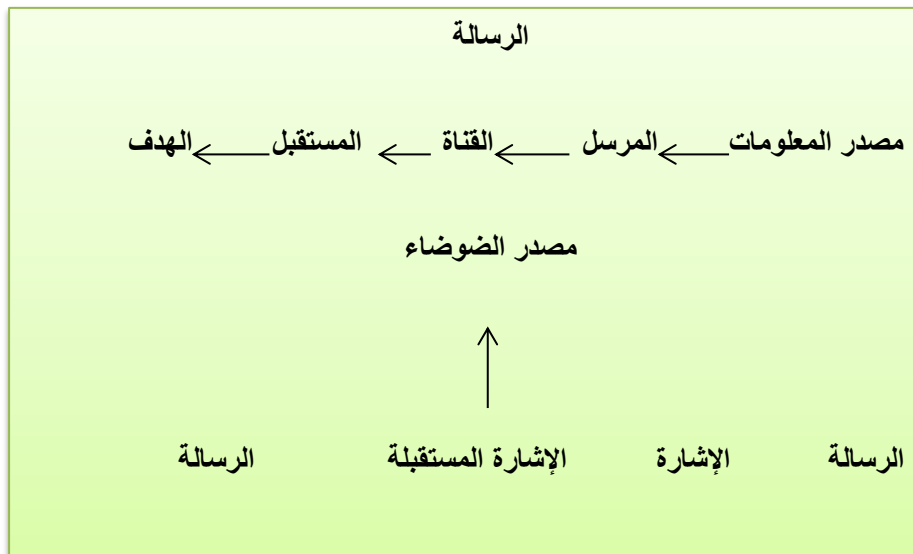 الرسالة
مصدر المعلومات المرسل القناة المستقبل الهدف
مصدر الضوضاء
الرسالة الإشارة الإشارة المستقبلة الرسالة